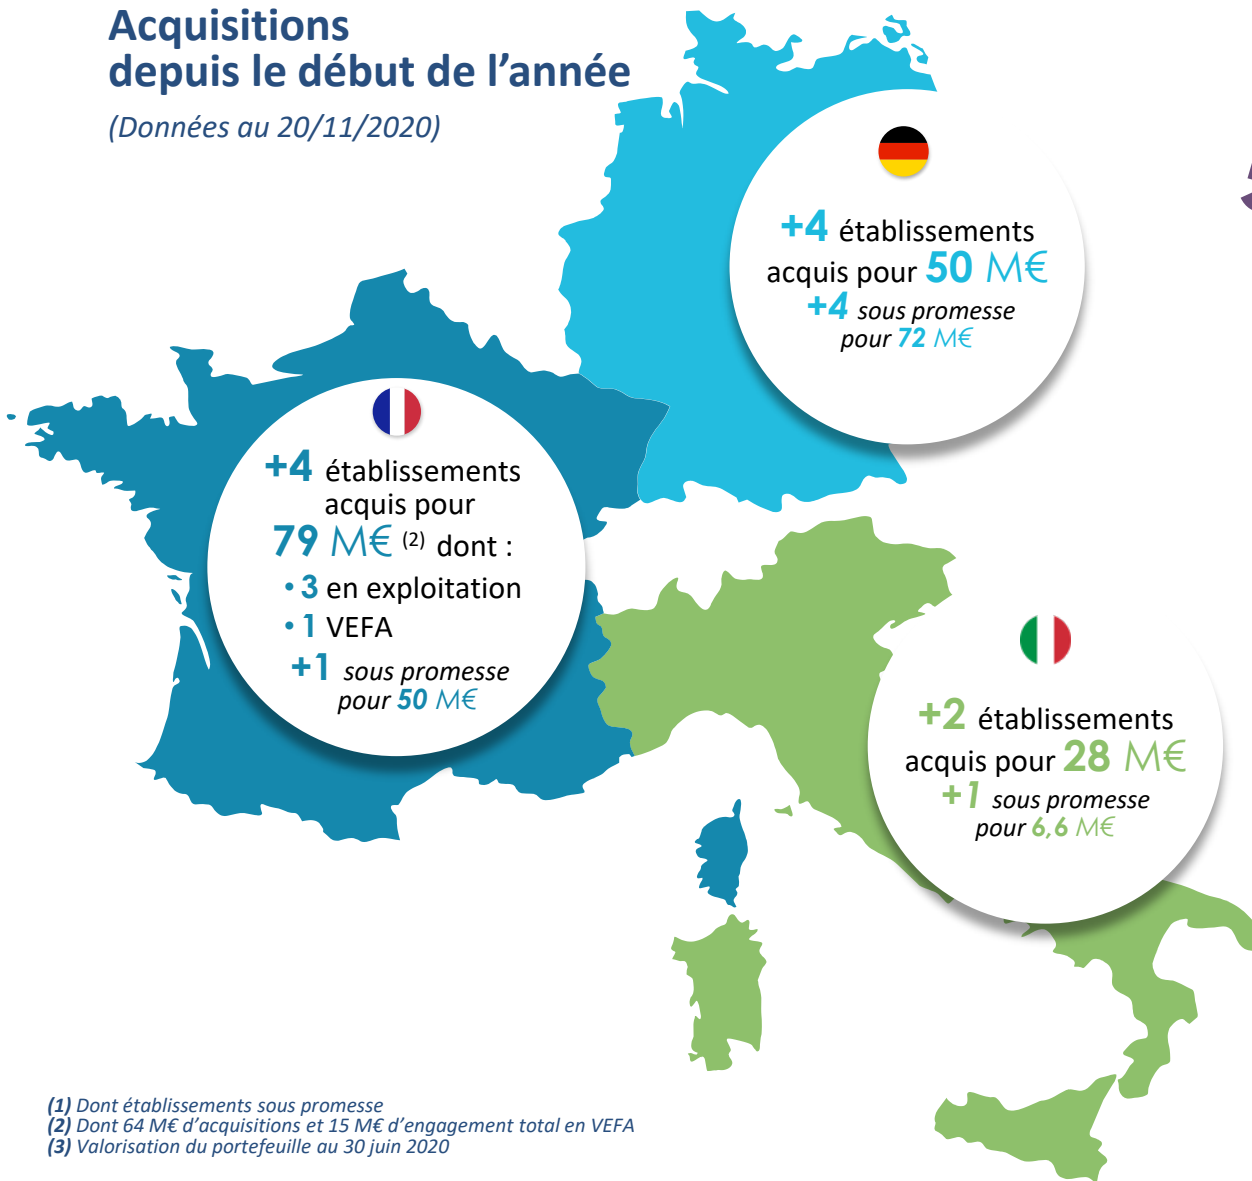 Acquisitions
depuis le début de l’année
(Données au 20/11/2020)
+4 établissements
acquis pour 50 M€
+4 sous promesse
pour 72 M€
+4 établissements
acquis pour
79 M€ (2) dont :
• 3 en exploitation
• 1 VEFA
+1 sous promesse
pour 50 M€
+2 établissements
acquis pour 28 M€
+1 sous promesse
pour 6,6 M€
(1) Dont établissements sous promesse
(2) Dont 64 M€ d’acquisitions et 15 M€ d’engagement total en VEFA
(3) Valorisation du portefeuille au 30 juin 2020